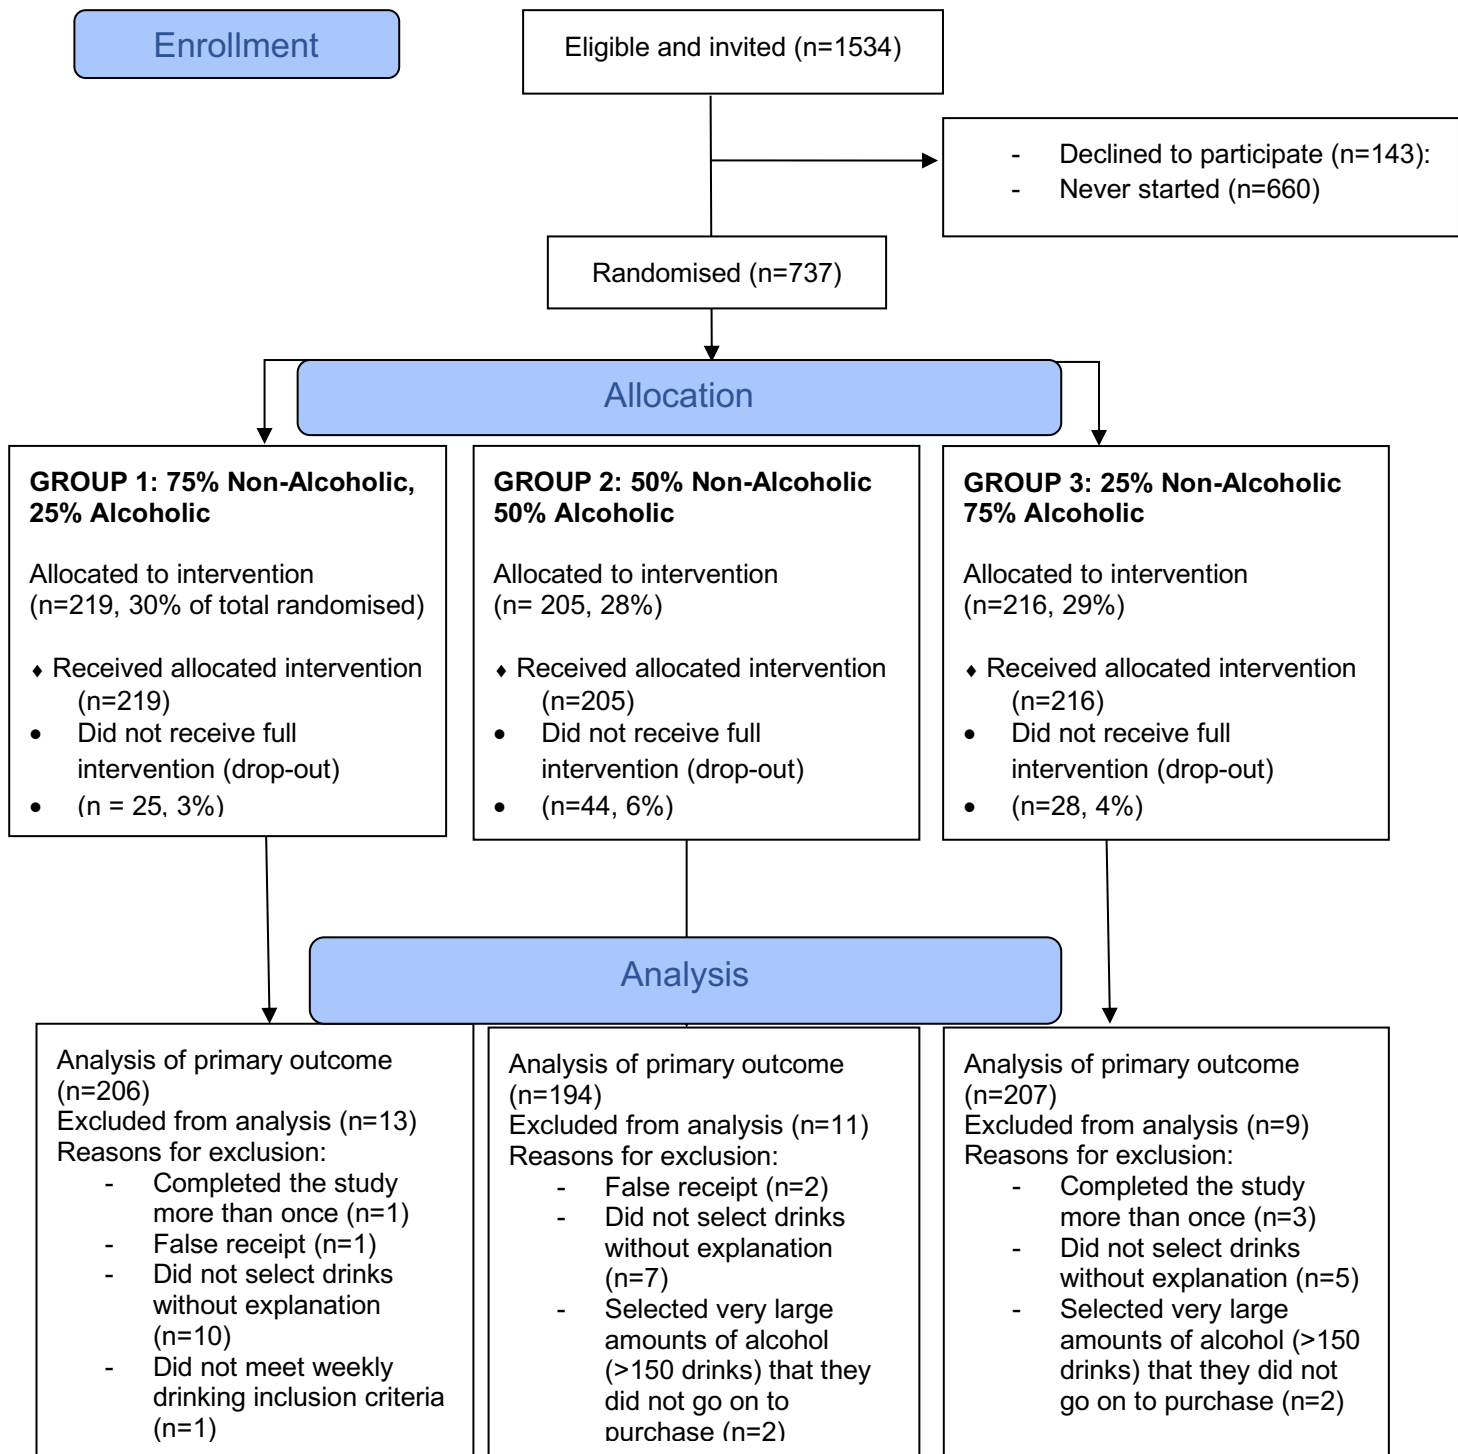 Enrollment
Eligible and invited (n=1534)
- Declined to participate (n=143):
- Never started (n=660)
Randomised (n=737)
Allocation
GROUP 1: 75% Non-Alcoholic,
25% Alcoholic
Allocated to intervention
(n=219, 30% of total randomised)
♦ Received allocated intervention
(n=219)
• Did not receive full
intervention (drop-out)
• (n = 25, 3%)
GROUP 2: 50% Non-Alcoholic
50% Alcoholic
Allocated to intervention
(n= 205, 28%)
♦ Received allocated intervention
(n=205)
• Did not receive full
intervention (drop-out)
• (n=44, 6%)
GROUP 3: 25% Non-Alcoholic
75% Alcoholic
Allocated to intervention
(n=216, 29%)
♦ Received allocated intervention
(n=216)
• Did not receive full
intervention (drop-out)
• (n=28, 4%)
Analysis
Analysis of primary outcome
(n=206)
Excluded from analysis (n=13)
Reasons for exclusion:
- Completed the study
more than once (n=1)
- False receipt (n=1)
- Did not select drinks
without explanation
(n=10)
- Did not meet weekly
drinking inclusion criteria
(n=1)
Analysis of primary outcome
(n=194)
Excluded from analysis (n=11)
Reasons for exclusion:
- False receipt (n=2)
- Did not select drinks
without explanation
(n=7)
- Selected very large
amounts of alcohol
(>150 drinks) that they
did not go on to
purchase (n=2)
Analysis of primary outcome
(n=207)
Excluded from analysis (n=9)
Reasons for exclusion:
- Completed the study
more than once (n=3)
- Did not select drinks
without explanation (n=5)
- Selected very large
amounts of alcohol (>150
drinks) that they did not
go on to purchase (n=2)